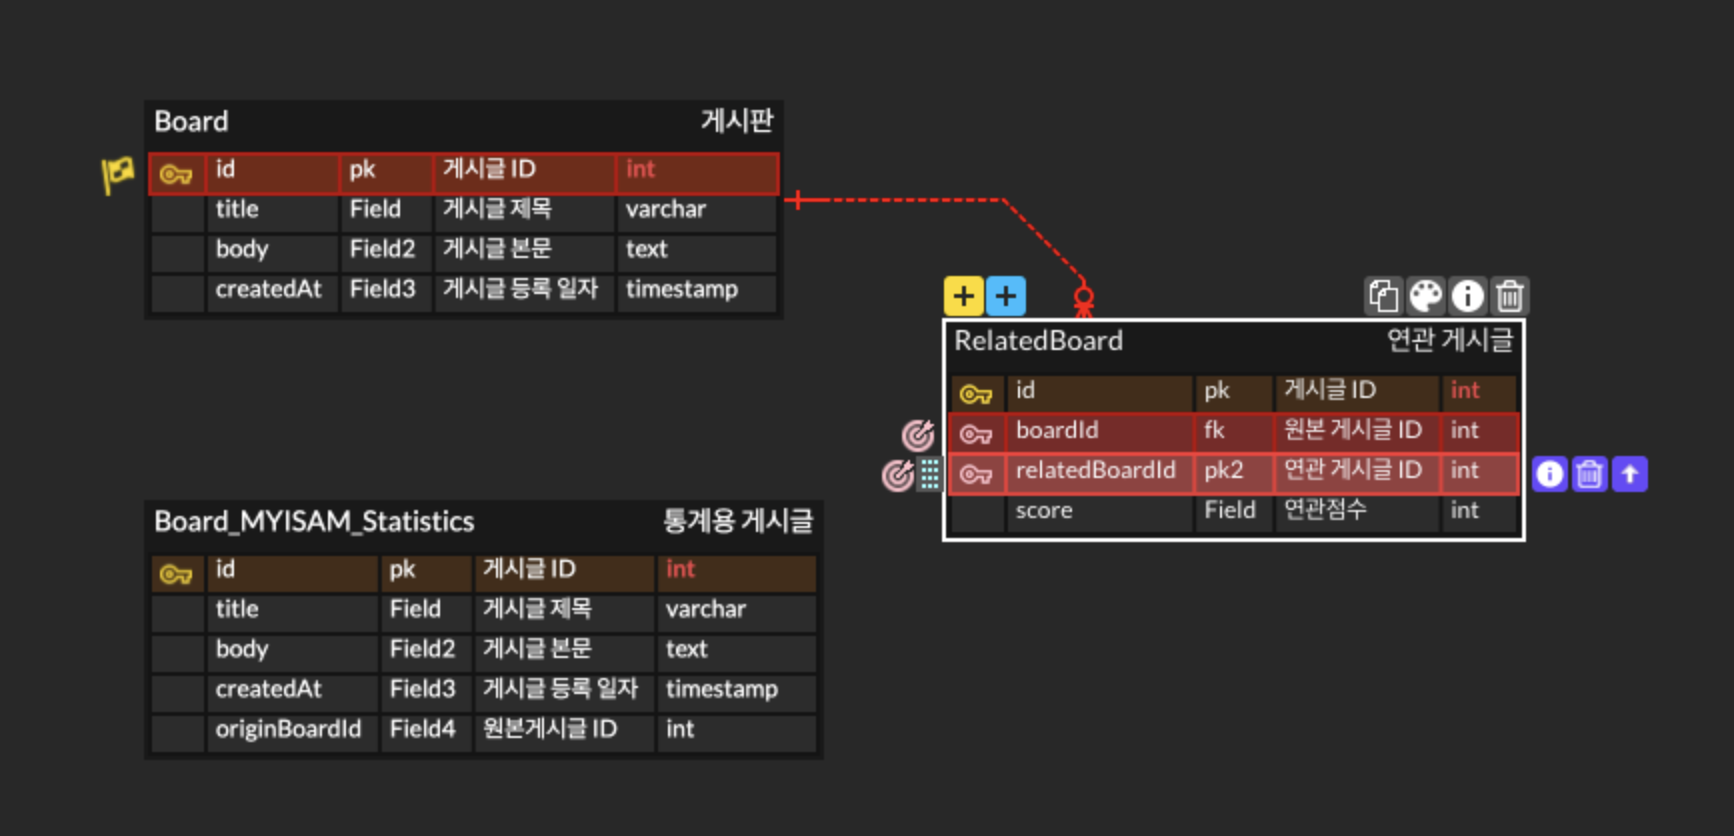 Board 게시판
id pk 게시글 ID int
title Field 게시글 제목 varchar
body Field2 게시글 본문 text
createdAt Field3 게시글 등록 일자 timestamp
RelatedBoard 연관 게시글
id pk 게시글 ID int
boardId fk 원본 게시글 ID int
relatedBoardId pk2 연관 게시글 ID int
score Field 연관점수 int
Board_MYISAM_Statistics 통계용 게시글
id pk 게시글 ID int
title Field 게시글 제목 varchar
body Field2 게시글 본문 text
createdAt Field3 게시글 등록 일자 timestamp
originBoardId Field4 원본게시글 ID int